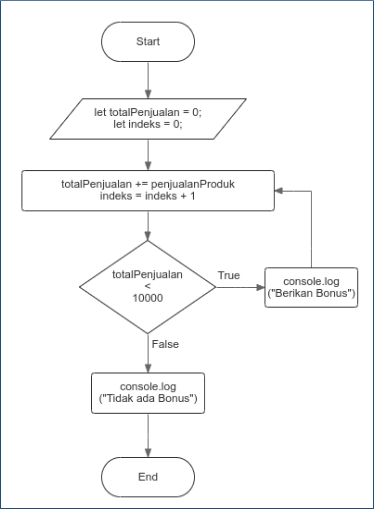 Start
let totalPenjualan = 0;
let indeks = 0;
totalPenjualan += penjualanProduk
indeks = indeks + 1
totalPenjualan
<
10000
True
console.log
("Berikan Bonus")
False
console.log
("Tidak ada Bonus")
End